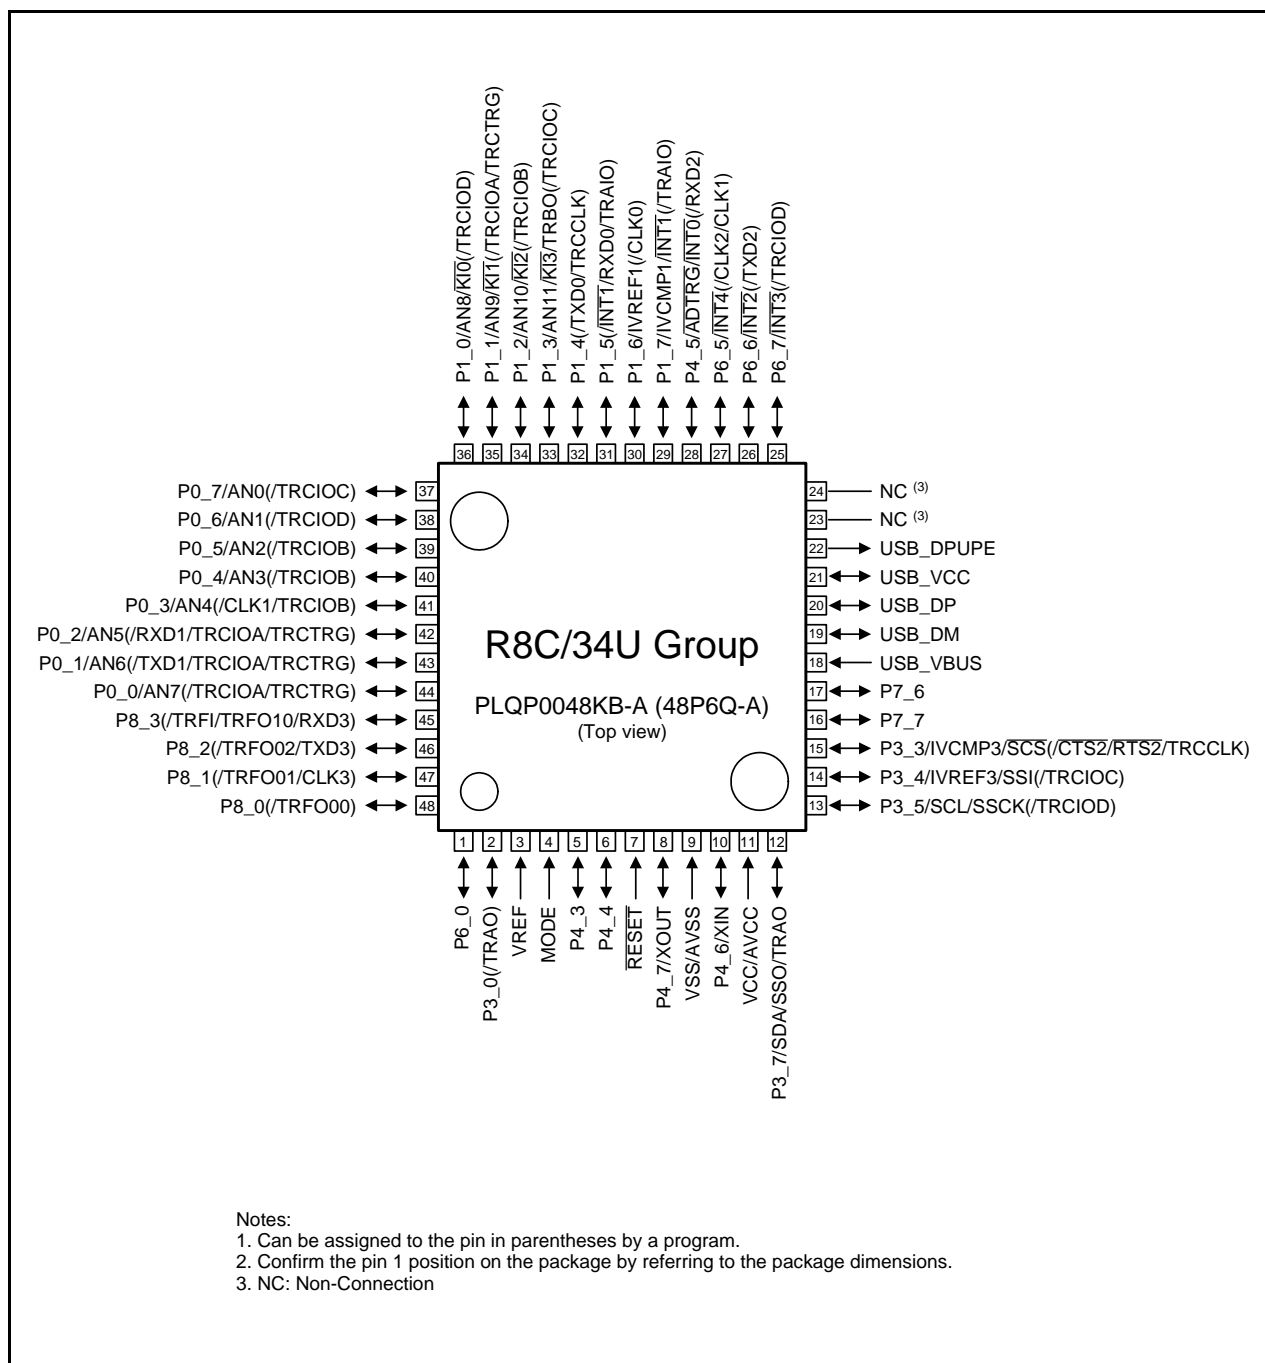 P1_0/AN8/KI0(/TRCIOD)
P1_1/AN9/KI1(/TRCIOA/TRCTRG)
P1_2/AN10/KI2(/TRCIOB)
P1_3/AN11/KI3/TRBO(/TRCIOC)
P1_4(/TXD0/TRCCLK)
P1_5(/INT1/RXD0/TRAIO)
P1_6/IVREF1(/CLK0)
P1_7/IVCMP1/INT1(/TRAIO)
P4_5/ADTRG/INT0(/RXD2)
P6_5/INT4(/CLK2/CLK1)
P6_6/INT2(/TXD2)
P6_7/INT3(/TRCIOD)
36 35 34 33 32 31 30 29 28 27 26 25
P0_7/AN0(/TRCIOC) 37
P0_6/AN1(/TRCIOD) 38
P0_5/AN2(/TRCIOB) 39
P0_4/AN3(/TRCIOB) 40
P0_3/AN4(/CLK1/TRCIOB) 41
P0_2/AN5(/RXD1/TRCIOA/TRCTRG) 42
P0_1/AN6(/TXD1/TRCIOA/TRCTRG) 43
P0_0/AN7(/TRCIOA/TRCTRG) 44
P8_3(/TRFI/TRFO10/RXD3) 45
P8_2(/TRFO02/TXD3) 46
P8_1(/TRFO01/CLK3) 47
P8_0(/TRFO00) 48
R8C/34U Group
PLQP0048KB-A (48P6Q-A)
(Top view)
24 NC (3)
23 NC (3)
22 USB_DPUPE
21 USB_VCC
20 USB_DP
19 USB_DM
18 USB_VBUS
17 P7_6
16 P7_7
15 P3_3/IVCMP3/SCS(/CTS2/RTS2/TRCCLK)
14 P3_4/IVREF3/SSI(/TRCIOC)
13 P3_5/SCL/SSCK(/TRCIOD)
1 2 3 4 5 6 7 8 9 10 11 12
P6_0
P3_0(/TRAO)
VREF
MODE
P4_3
P4_4
RESET
P4_7/XOUT
VSS/AVSS
P4_6/XIN
VCC/AVCC
P3_7/SDA/SSO/TRAO
Notes:
1. Can be assigned to the pin in parentheses by a program.
2. Confirm the pin 1 position on the package by referring to the package dimensions.
3. NC: Non-Connection